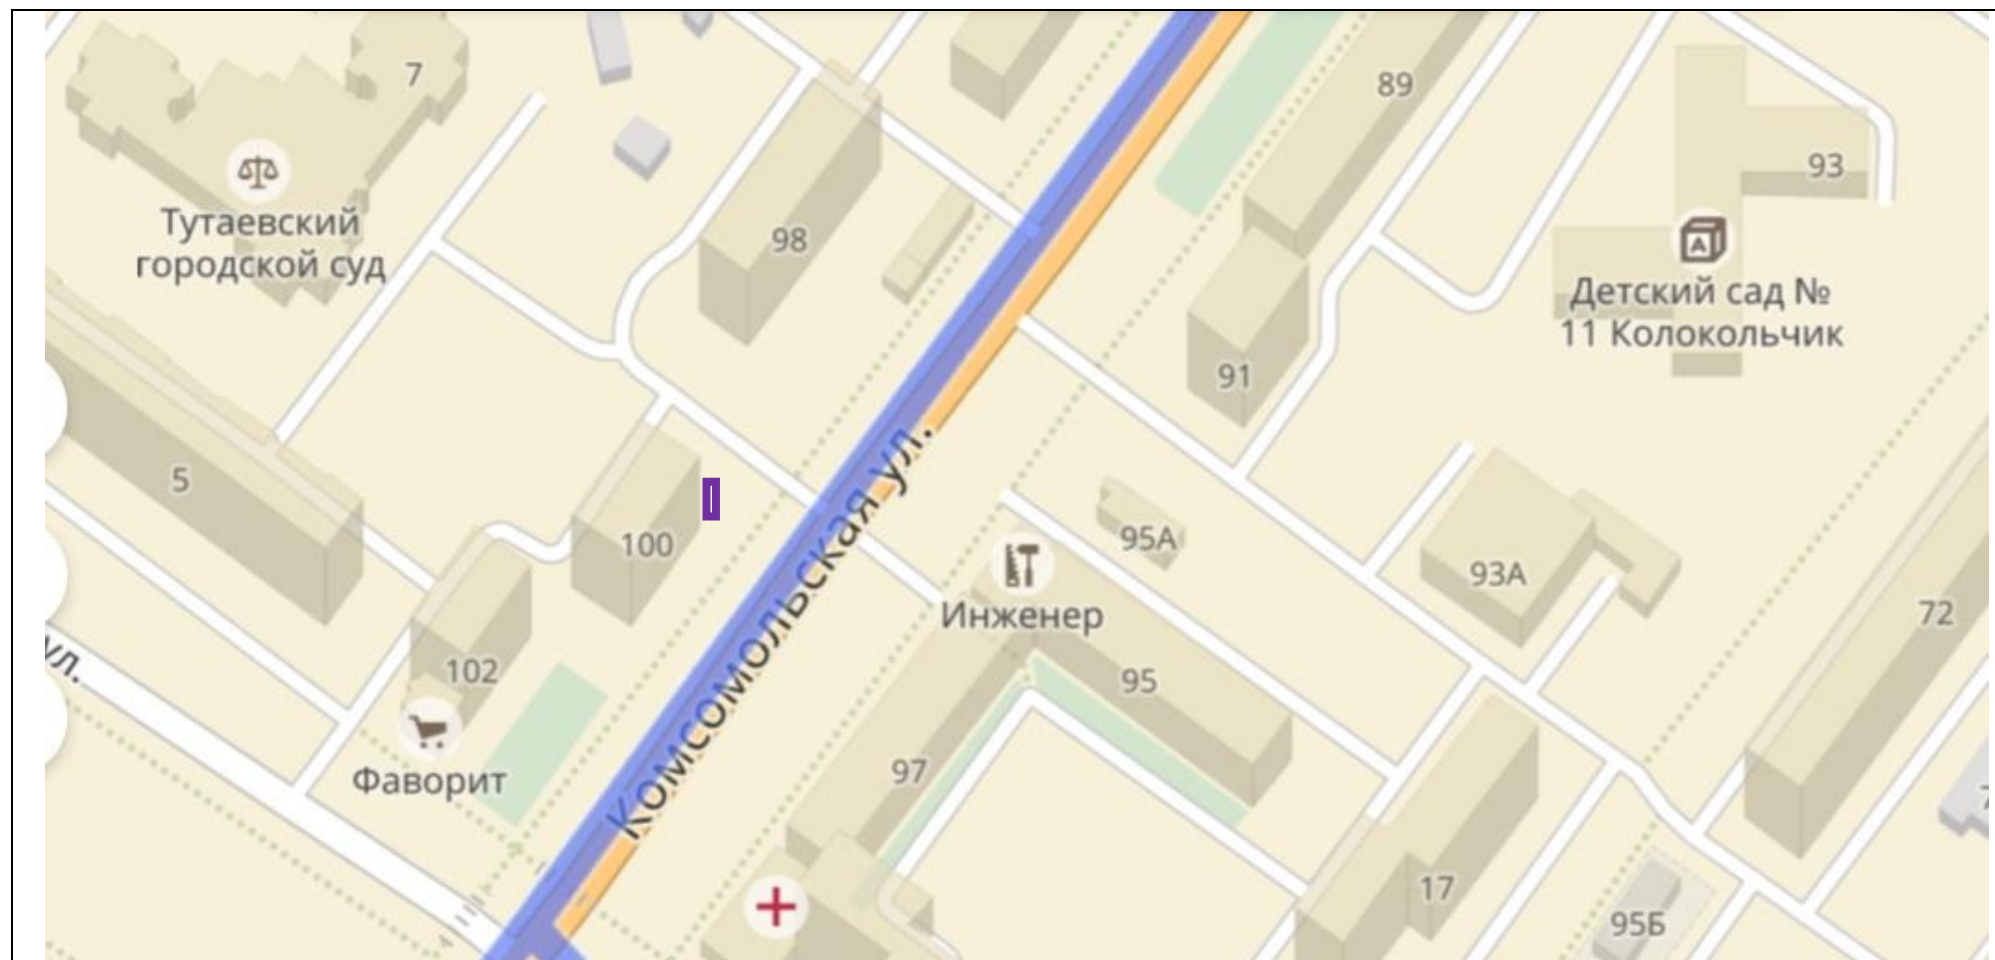 7
89
93
Тутаевский
городской суд
98
Детский сад №
11 Колокольчик
91
5
100
95А
93А
Инженер
72
ул.
102
95
Комсомольская ул.
Фаворит
97
17
95Б